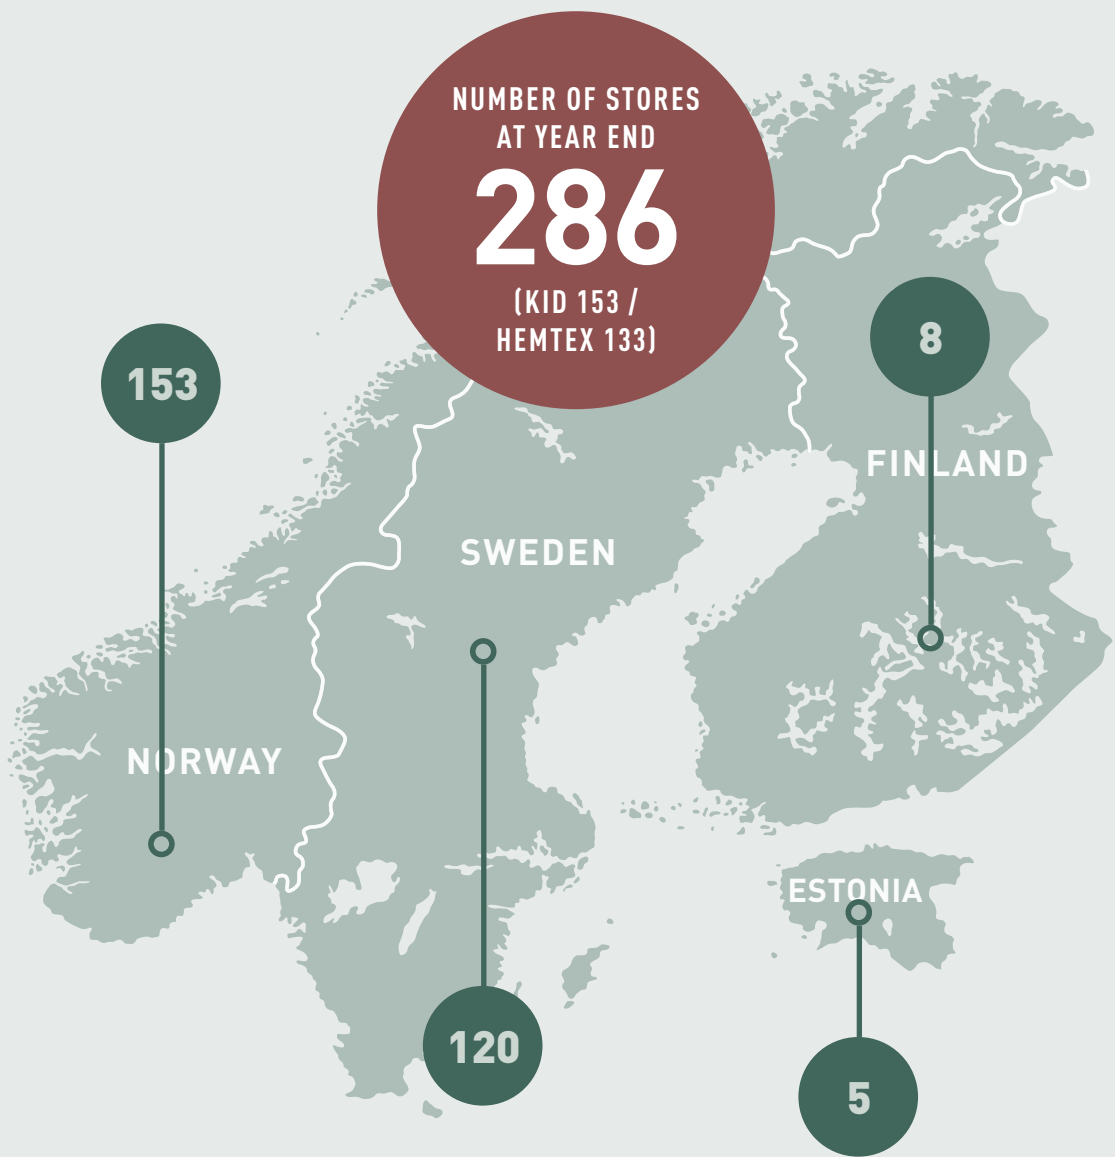 NUMBER OF STORES
AT YEAR END
286
(KID 153 /
HEMTEX 133)
8
153
FINLAND
SWEDEN
NORWAY
ESTONIA
120
5